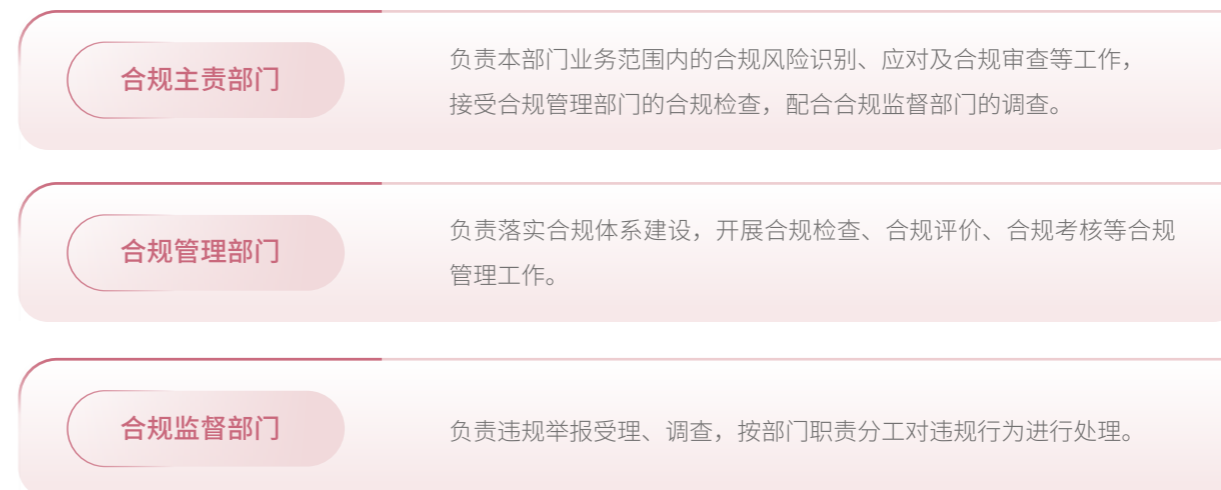 合规主责部门
负责本部门业务范围内的合规风险识别、应对及合规审查等工作，
接受合规管理部门的合规检查，配合合规监督部门的调查。
合规管理部门
负责落实合规体系建设，开展合规检查、合规评价、合规考核等合规
管理工作。
合规监督部门
负责违规举报受理、调查，按部门职责分工对违规行为进行处理。